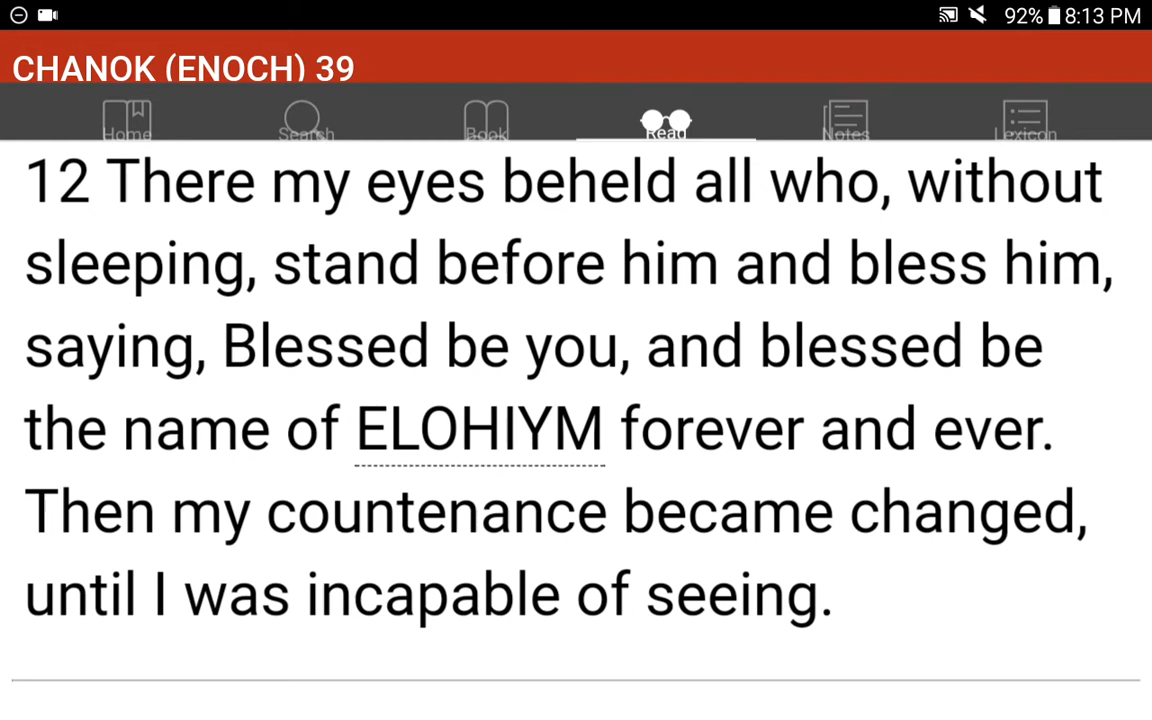 92% 8:13 PM
CHANOK (ENOCH) 39
Home Search Book Read Notes Lexicon
12 There my eyes beheld all who, without
sleeping, stand before him and bless him,
saying, Blessed be you, and blessed be
the name of ELOHIYM forever and ever.
Then my countenance became changed,
until I was incapable of seeing.